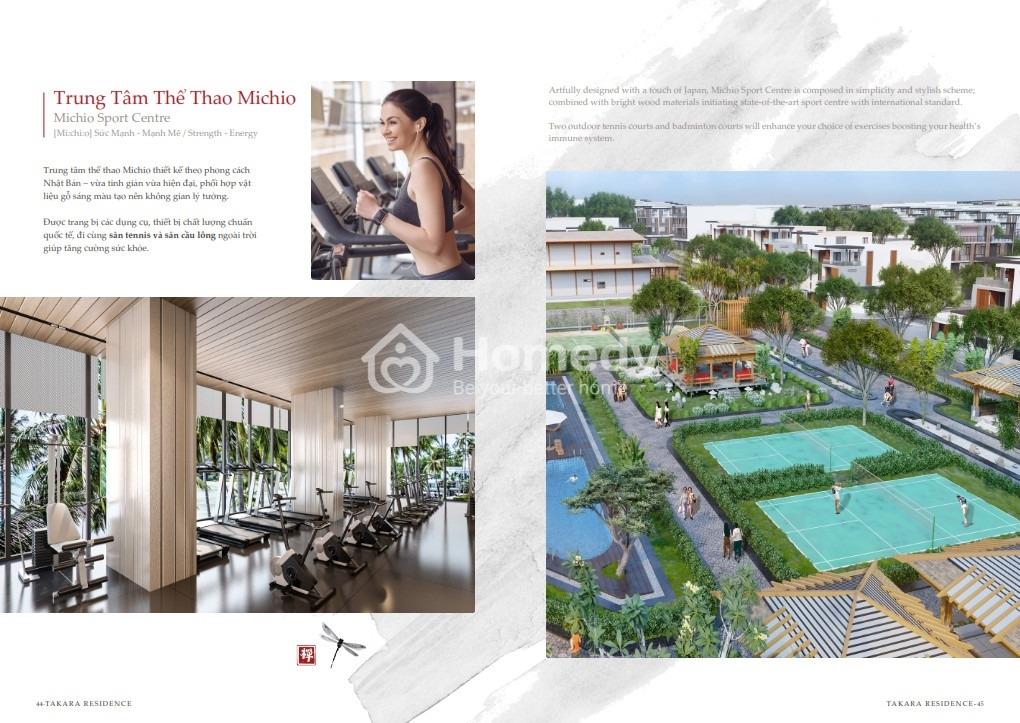 Trung Tâm Thể Thao Michio
Michio Sport Centre
[Mi:chi:o] Sức Mạnh - Mạnh Mẽ / Strength - Energy
Trung tâm thể thao Michio thiết kế theo phong cách
Nhật Bản – vừa tinh giản vừa hiện đại, phối hợp vật
liệu gỗ sáng màu tạo nên không gian lý tưởng.
Được trang bị các dụng cụ, thiết bị chất lượng chuẩn
quốc tế, đi cùng sân tennis và sân cầu lông ngoài trời
giúp tăng cường sức khỏe.
Artfully designed with a touch of Japan, Michio Sport Centre is composed in simplicity and stylish scheme;
combined with bright wood materials initiating state-of-the-art sport centre with international standard.
Two outdoor tennis courts and badminton courts will enhance your choice of exercises boosting your health's
immune system.
Homedy
Be your better home
44-TAKARA RESIDENCE
TAKARA RESIDENCE-45